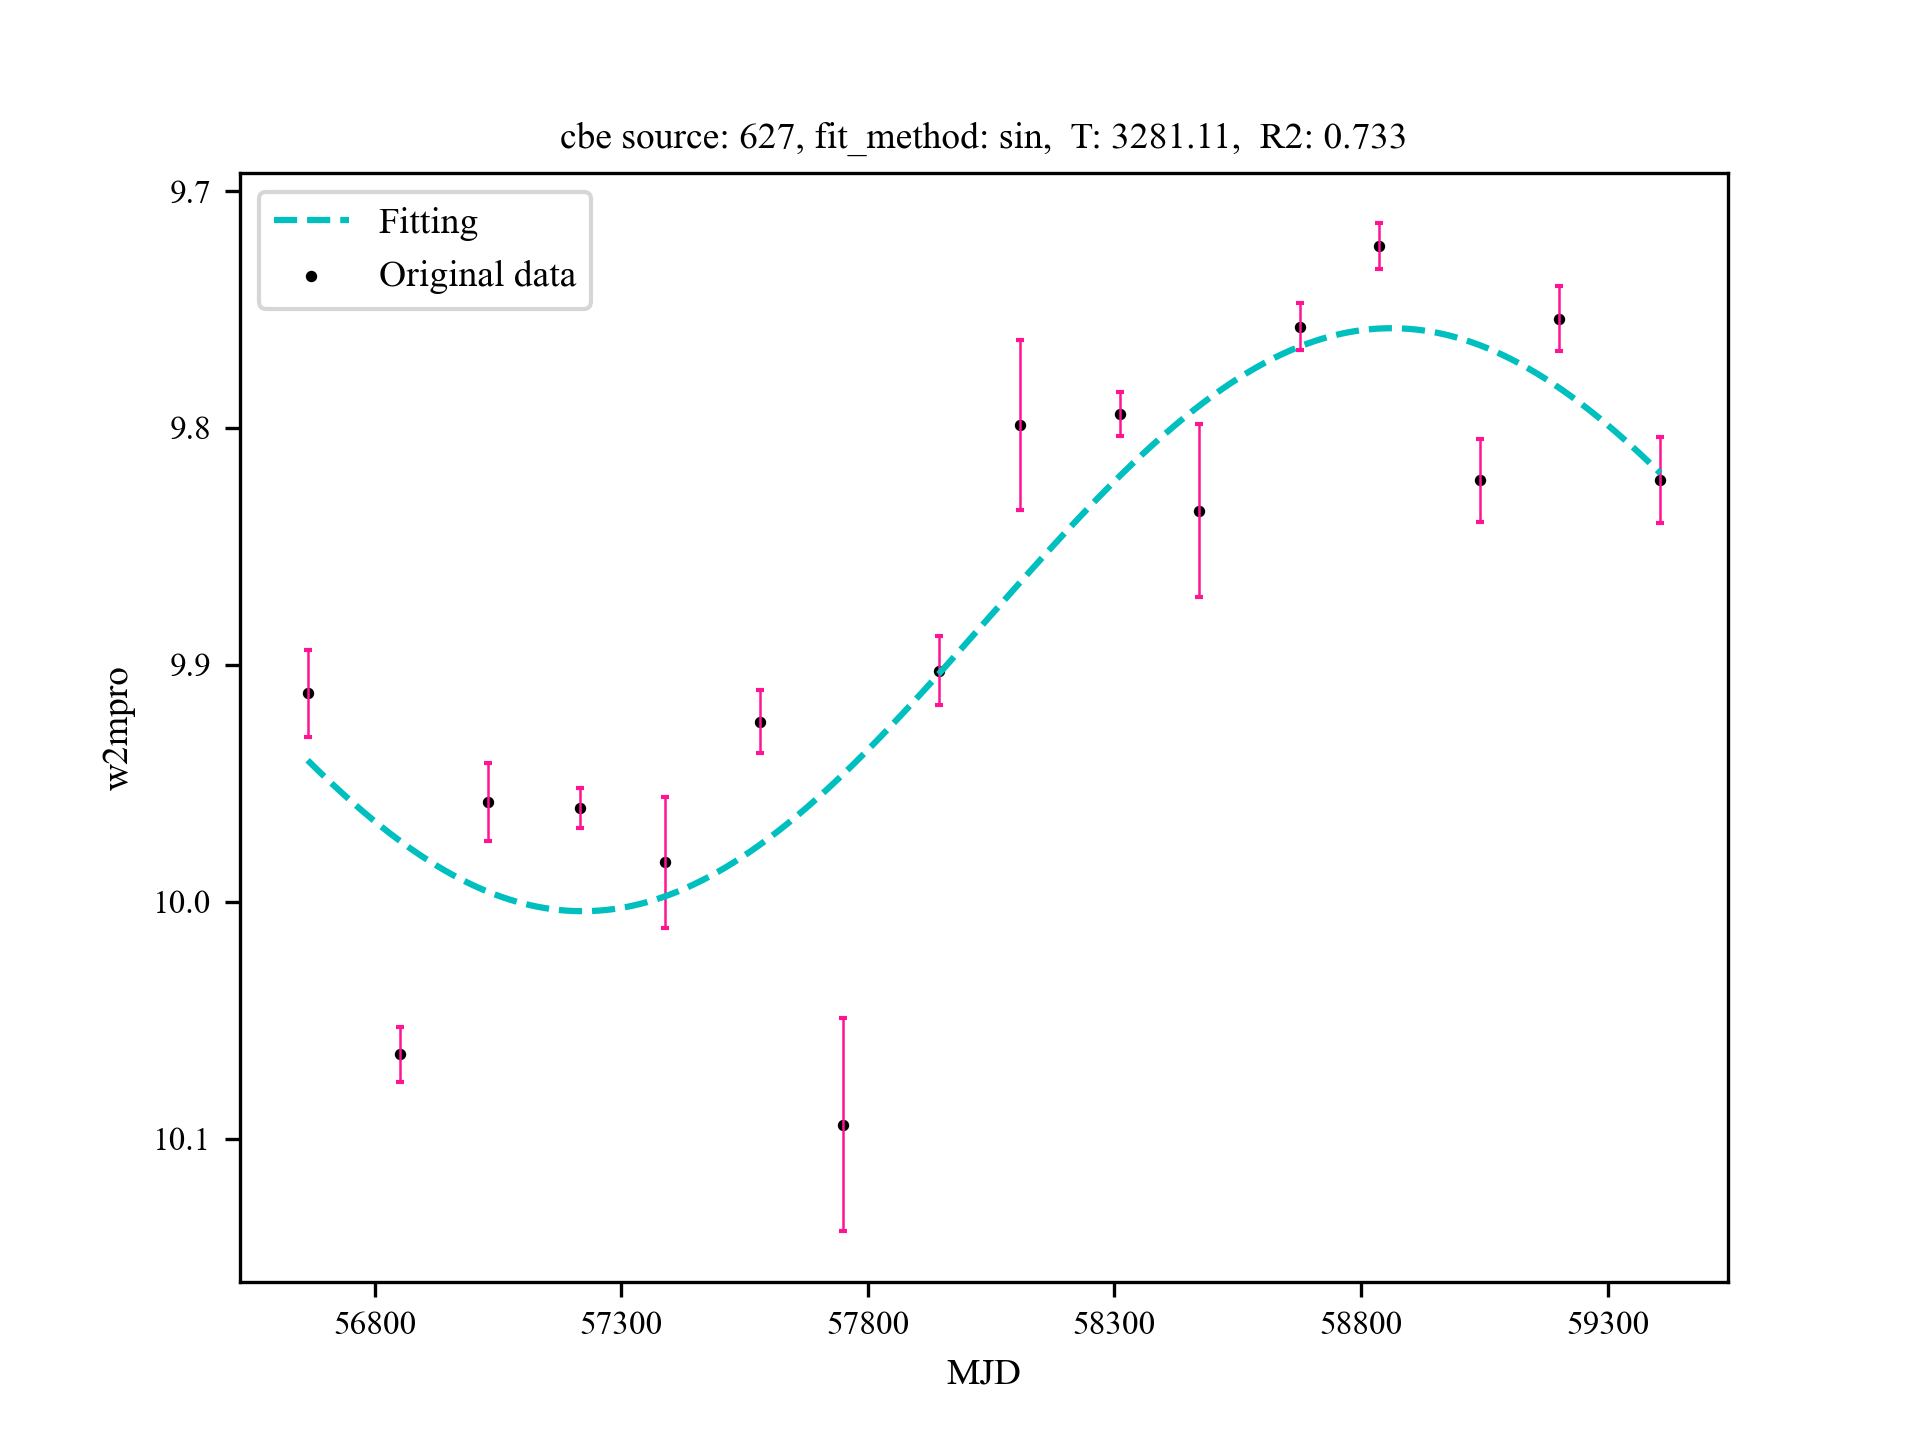 cbe source: 627, fit_method: sin,  T: 3281.11,  R2: 0.733
Fitting
Original data
9.7
9.8
9.9
10.0
10.1
w2mpro
56800 57300 57800 58300 58800 59300
MJD